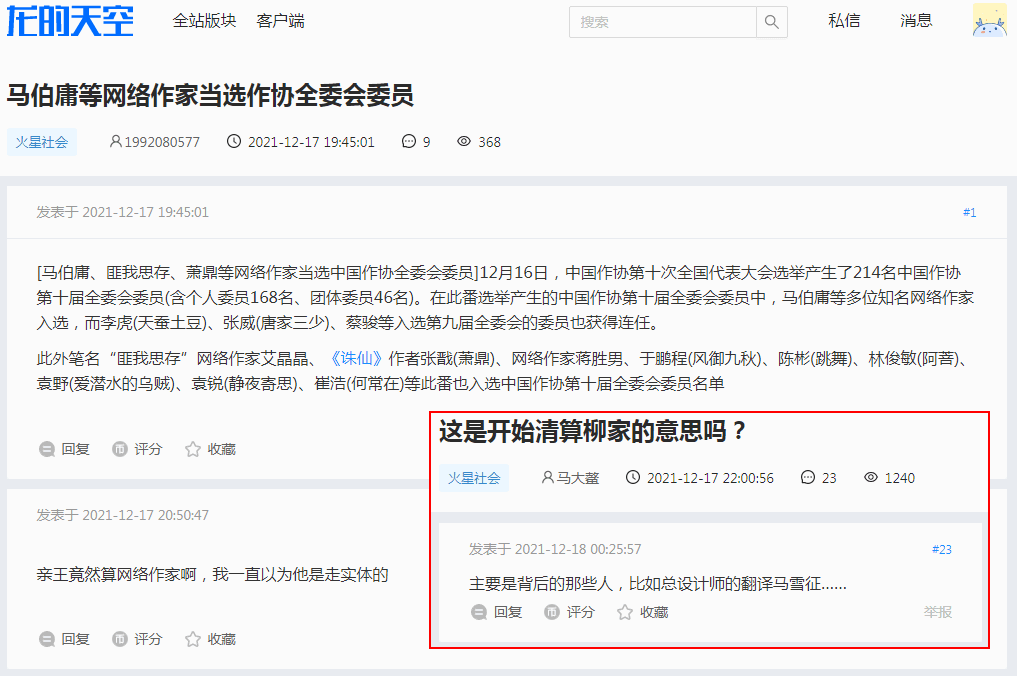 龙的天空 全站版块 客户端 搜索 私信 消息
马伯庸等网络作家当选作协全委会委员
火星社会 1992080577 2021-12-17 19:45:01 9 368
发表于 2021-12-17 19:45:01 #1
[马伯庸、匪我思存、萧鼎等网络作家当选中国作协全委会委员]12月16日，中国作协第十次全国代表大会选举产生了214名中国作协
第十届全委会委员(含个人委员168名、团体委员46名)。在此番选举产生的中国作协第十届全委会委员中，马伯庸等多位知名网络作家
入选，而李虎(天蚕土豆)、张威(唐家三少)、蔡骏等入选第九届全委会的委员也获得连任。
此外笔名“匪我思存”网络作家艾晶晶、《诛仙》作者张戬(萧鼎)、网络作家蒋胜男、于鹏程(风御九秋)、陈彬(跳舞)、林俊敏(阿菩)、
袁野(爱潜水的乌贼)、袁锐(静夜寄思)、崔浩(何常在)等此番也入选中国作协第十届全委会委员名单
回复 评分 收藏
发表于 2021-12-17 20:50:47
亲王竟然算网络作家啊，我一直以为他是走实体的
回复 评分 收藏
这是开始清算柳家的意思吗？
火星社会 马大盩 2021-12-17 22:00:56 23 1240
发表于 2021-12-18 00:25:57 #23
主要是背后的那些人，比如总设计师的翻译马雪征......
回复 评分 收藏 举报